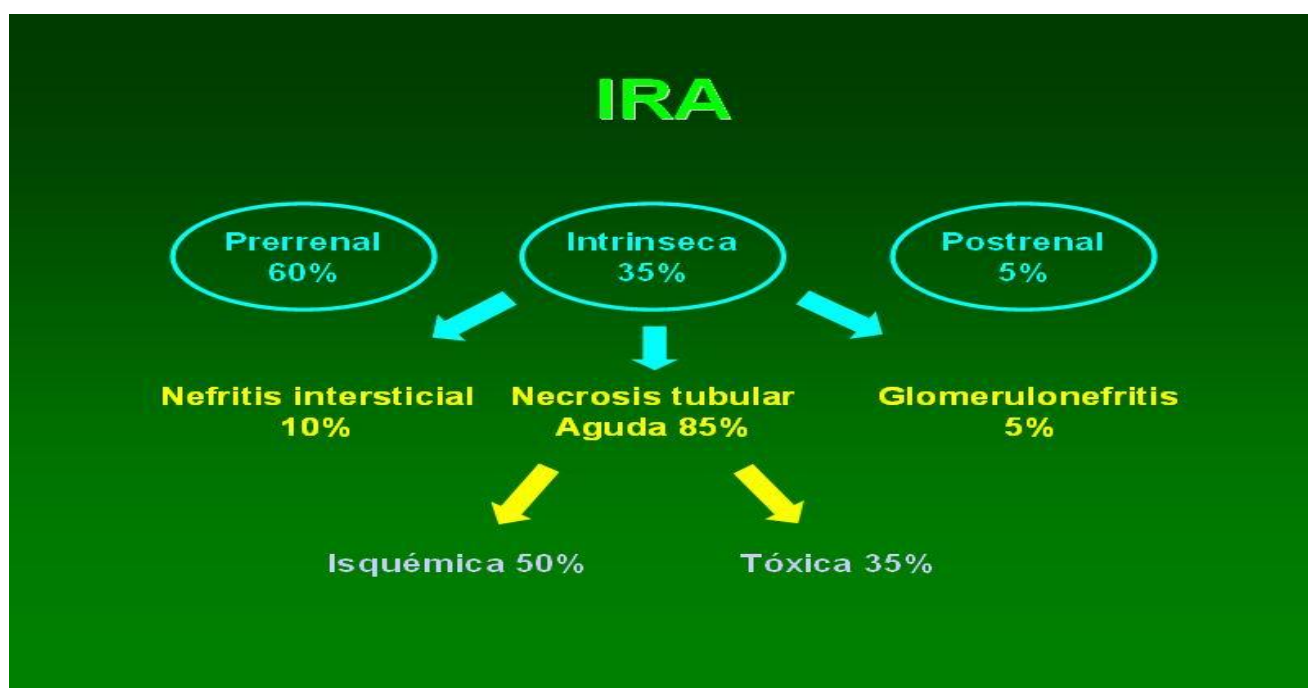 IRA
Prerrenal
60%
Intrinseca
35%
Postrenal
5%
Nefritis intersticial
10%
Necrosis tubular
Aguda 85%
Glomerulonefritis
5%
Isquémica 50%
Tóxica 35%